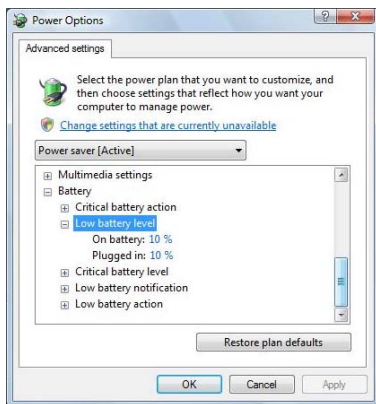 Power Options
Advanced settings
Select the power plan that you want to customize, and
then choose settings that reflect how you want your
computer to manage power.
Change settings that are currently unavailable
Power saver [Active]
Multimedia settings
Battery
Critical battery action
Low battery level
On battery: 10 %
Plugged in: 10 %
Critical battery level
Low battery notification
Low battery action
Restore plan defaults
OK Cancel Apply